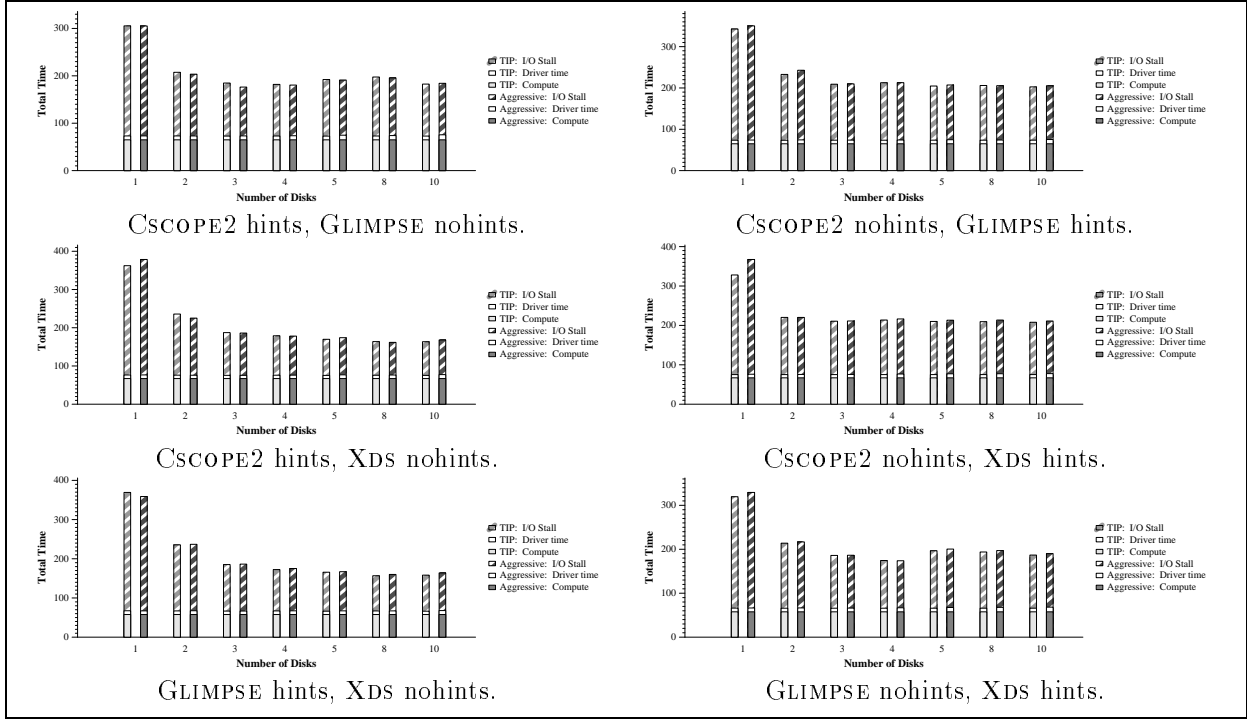 300
200
100
0
Total Time
1 2 3 4 5 8 10
Number of Disks
TIP: I/O Stall
TIP: Driver time
TIP: Compute
Aggressive: I/O Stall
Aggressive: Driver time
Aggressive: Compute
CSCOPE2 hints, GLIMPSE nohints.
300
200
100
0
Total Time
1 2 3 4 5 8 10
Number of Disks
TIP: I/O Stall
TIP: Driver time
TIP: Compute
Aggressive: I/O Stall
Aggressive: Driver time
Aggressive: Compute
CSCOPE2 nohints, GLIMPSE hints.
400
300
200
100
0
Total Time
1 2 3 4 5 8 10
Number of Disks
TIP: I/O Stall
TIP: Driver time
TIP: Compute
Aggressive: I/O Stall
Aggressive: Driver time
Aggressive: Compute
CSCOPE2 hints, XDS nohints.
400
300
200
100
0
Total Time
1 2 3 4 5 8 10
Number of Disks
TIP: I/O Stall
TIP: Driver time
TIP: Compute
Aggressive: I/O Stall
Aggressive: Driver time
Aggressive: Compute
CSCOPE2 nohints, XDS hints.
400
300
200
100
0
Total Time
1 2 3 4 5 8 10
Number of Disks
TIP: I/O Stall
TIP: Driver time
TIP: Compute
Aggressive: I/O Stall
Aggressive: Driver time
Aggressive: Compute
GLIMPSE hints, XDS nohints.
300
200
100
0
Total Time
1 2 3 4 5 8 10
Number of Disks
TIP: I/O Stall
TIP: Driver time
TIP: Compute
Aggressive: I/O Stall
Aggressive: Driver time
Aggressive: Compute
GLIMPSE nohints, XDS hints.